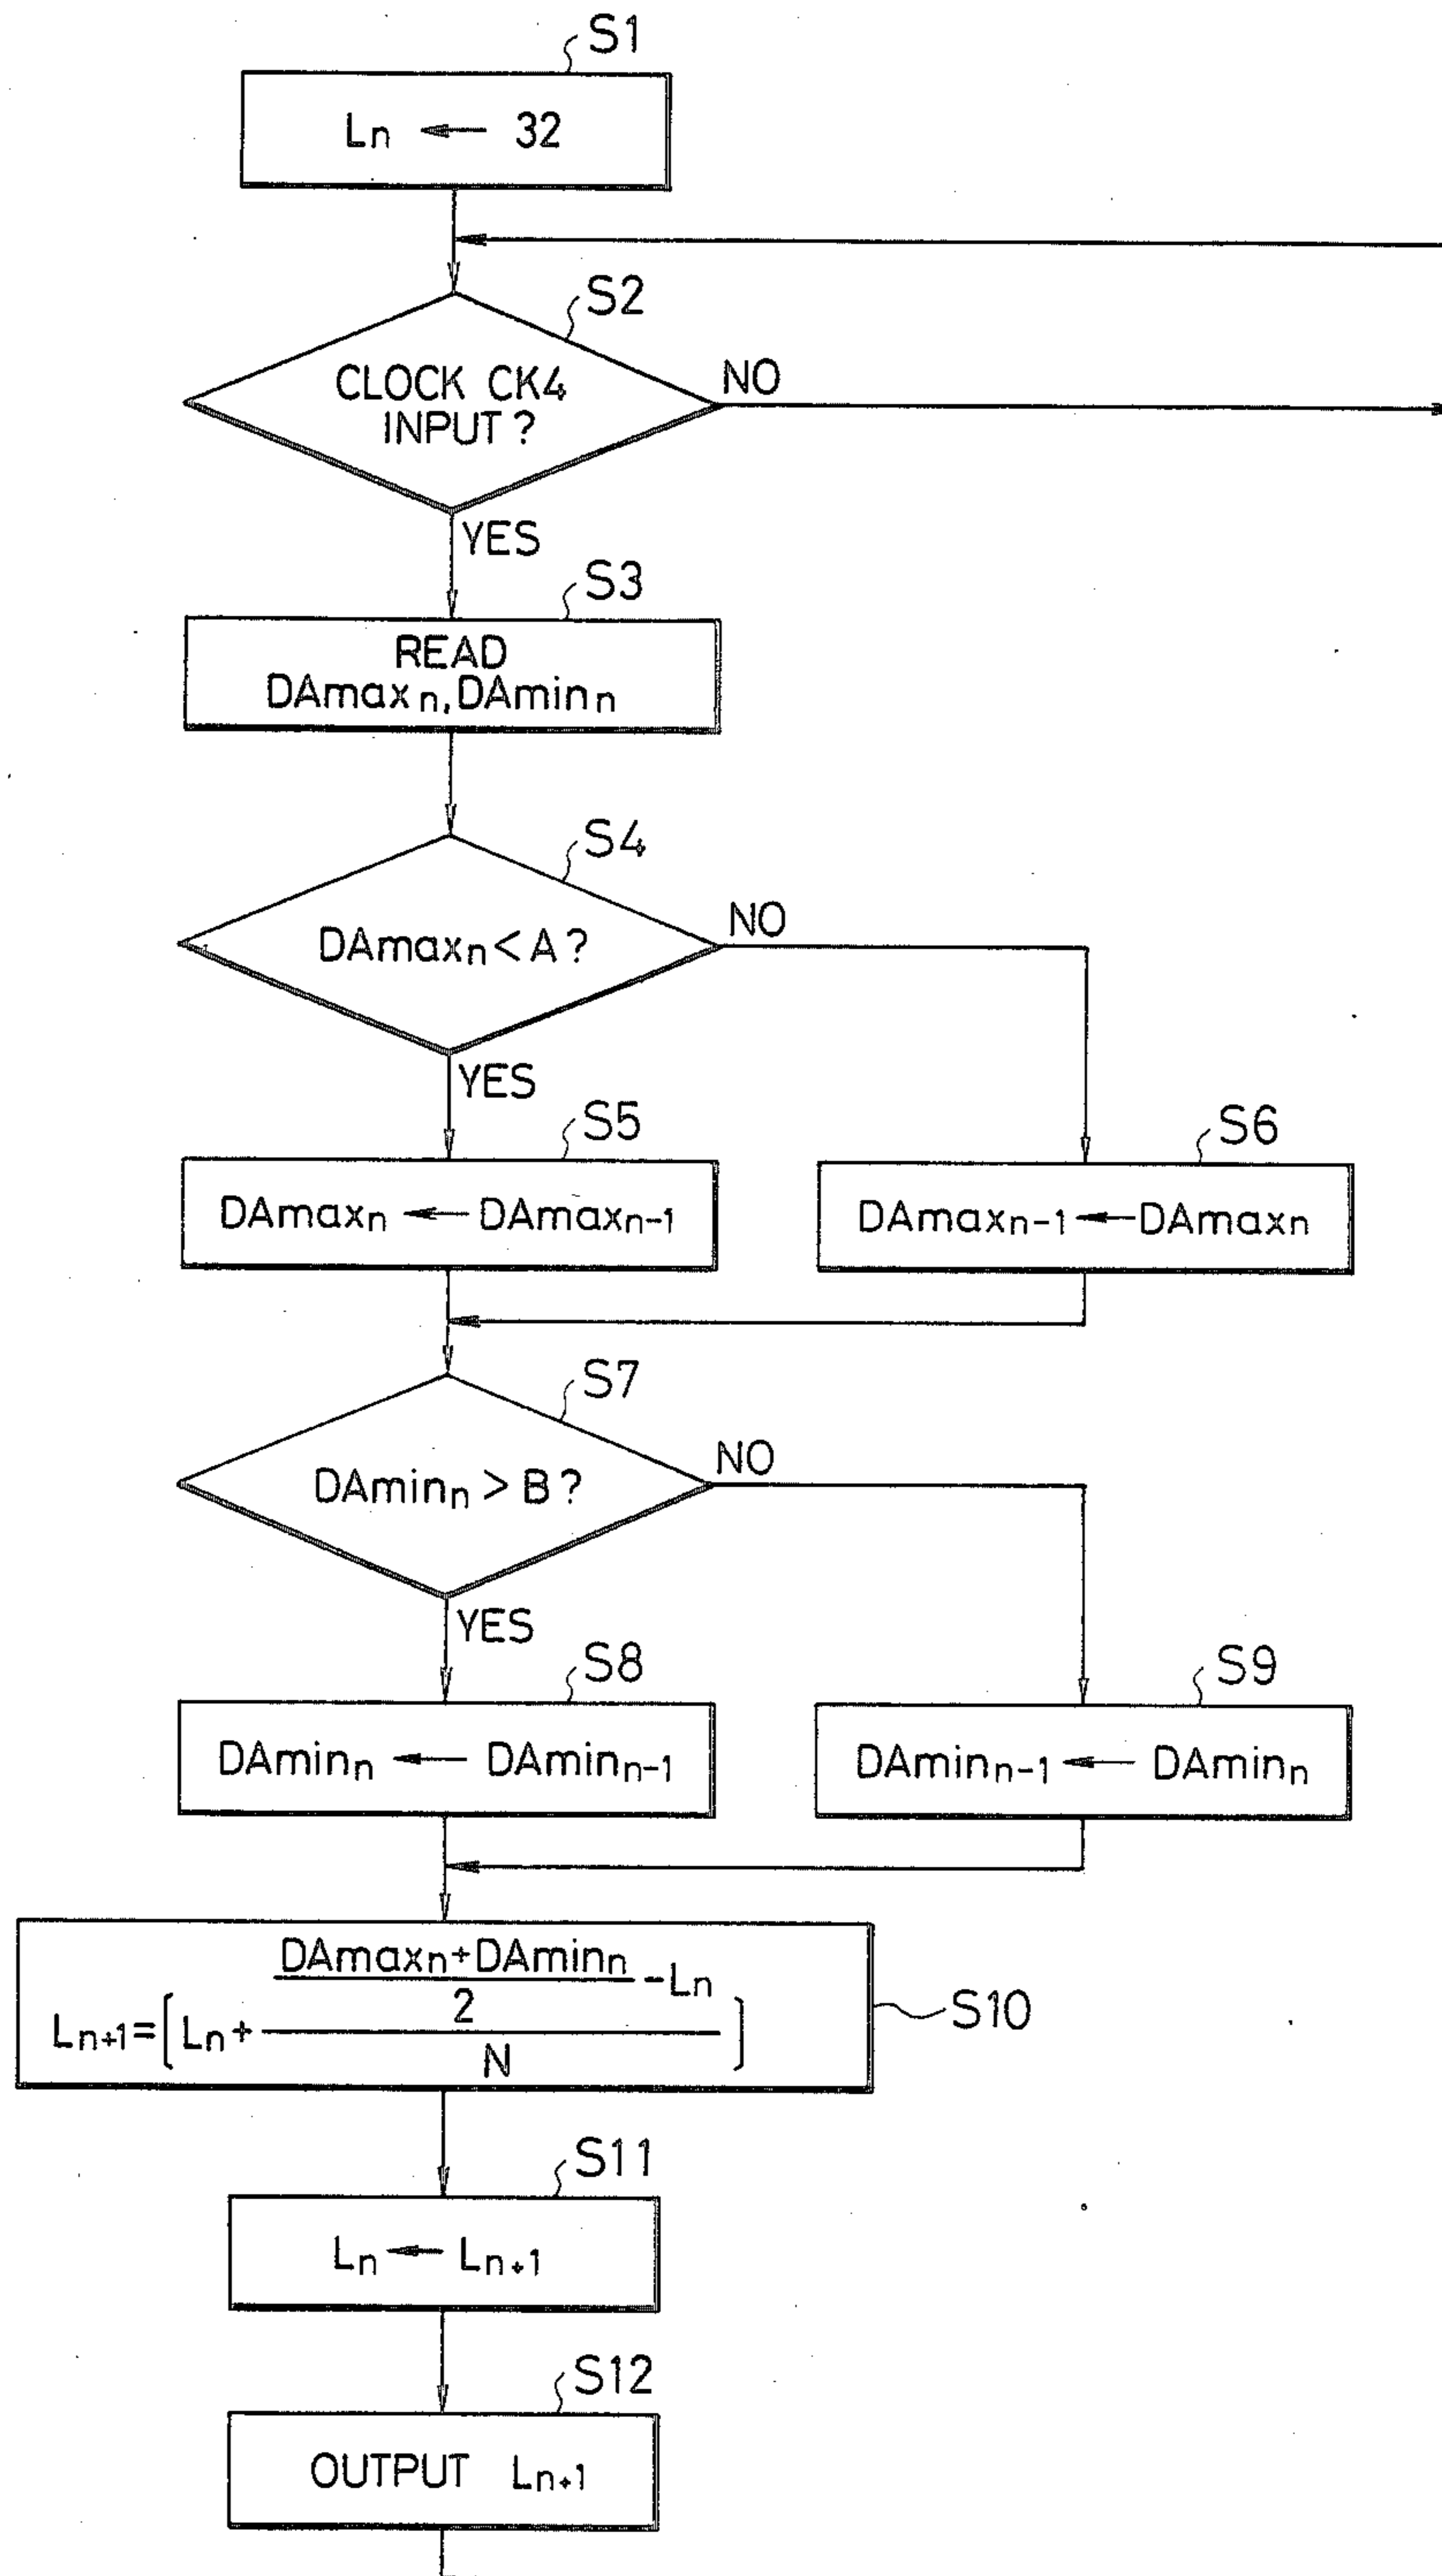 S1
Ln ← 32
S2
CLOCK CK4
INPUT?
NO
YES
S3
READ
DAmaxn, DAminn
S4
DAmaxn < A?
NO
YES
S5
DAmaxn ← DAmaxn-1
S6
DAmaxn-1 ← DAmaxn
S7
DAminn > B?
NO
YES
S8
DAminn ← DAminn-1
S9
DAminn-1 ← DAminn
DAmaxn+DAminn
2
-Ln
Ln+1=[Ln+
N
]
S10
S11
Ln ← Ln+1
S12
OUTPUT Ln+1